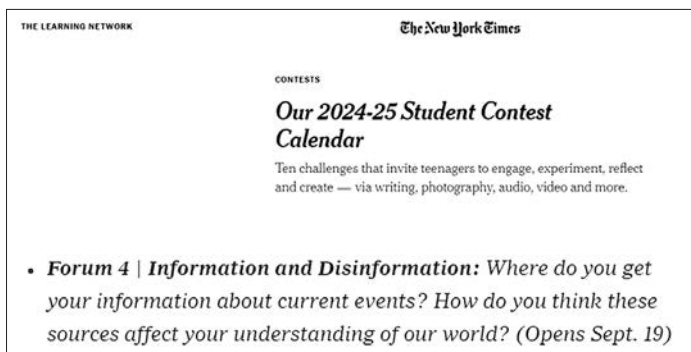 THE LEARNING NETWORK
The New York Times
CONTESTS
Our 2024-25 Student Contest
Calendar
Ten challenges that invite teenagers to engage, experiment, reflect
and create — via writing, photography, audio, video and more.
• Forum 4 | Information and Disinformation: Where do you get
your information about current events? How do you think these
sources affect your understanding of our world? (Opens Sept. 19)